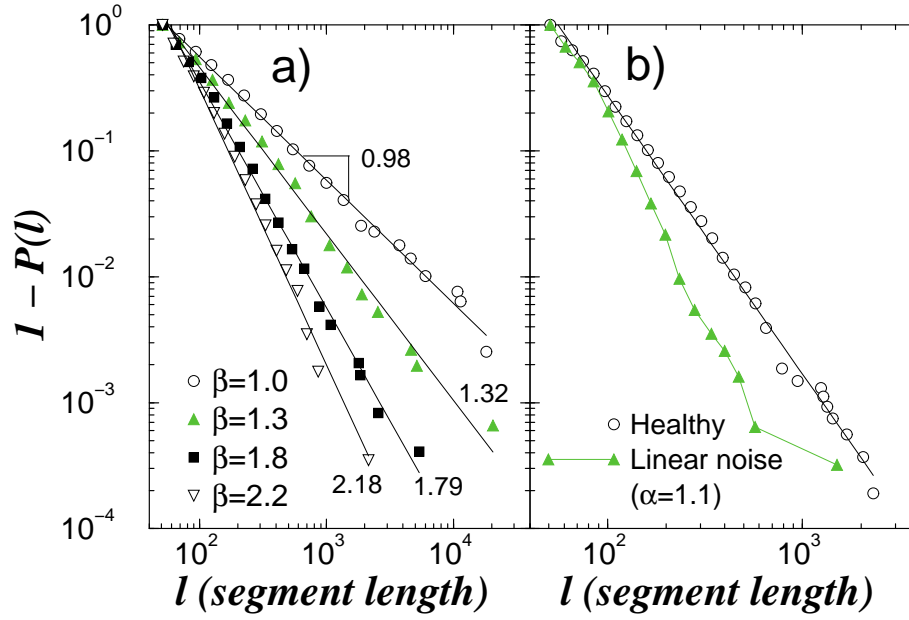 a)
b)
1 − P(l)
10^0
10^-1
10^-2
10^-3
10^-4
0.98
1.32
1.79
2.18
β=1.0
β=1.3
β=1.8
β=2.2
Healthy
Linear noise
(α=1.1)
10^2 10^3 10^4
10^2 10^3
l (segment length)
l (segment length)